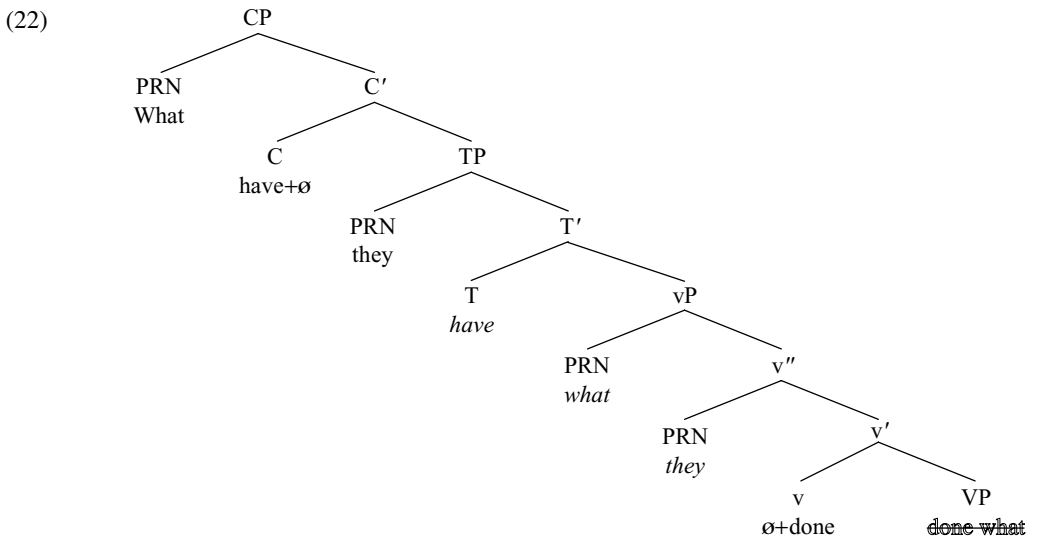 (22)
CP
PRN
What
C′
C
have+ø
TP
PRN
they
T′
T
have
vP
PRN
what
v″
PRN
they
v′
v
ø+done
VP
done what